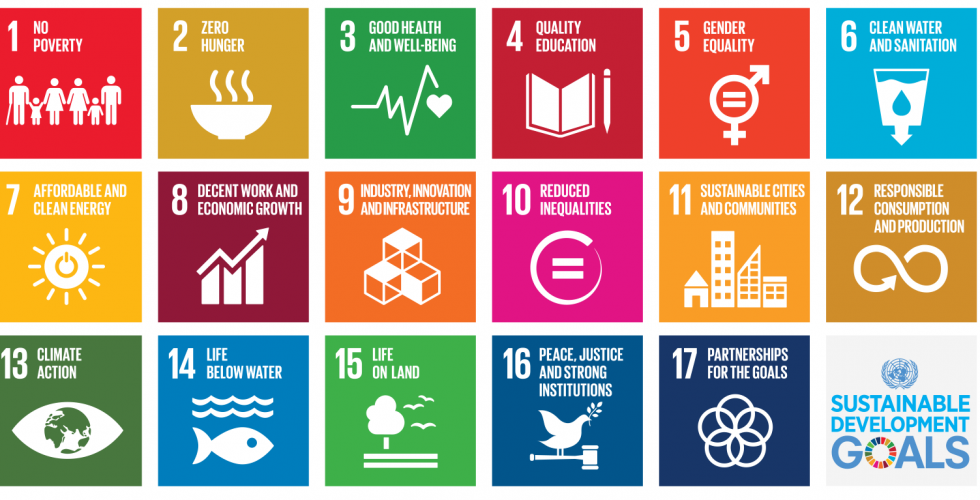 1 NO
POVERTY
2 ZERO
HUNGER
3 GOOD HEALTH
AND WELL-BEING
4 QUALITY
EDUCATION
5 GENDER
EQUALITY
6 CLEAN WATER
AND SANITATION
7 AFFORDABLE AND
CLEAN ENERGY
8 DECENT WORK AND
ECONOMIC GROWTH
9 INDUSTRY, INNOVATION
AND INFRASTRUCTURE
10 REDUCED
INEQUALITIES
11 SUSTAINABLE CITIES
AND COMMUNITIES
12 RESPONSIBLE
CONSUMPTION
AND PRODUCTION
13 CLIMATE
ACTION
14 LIFE
BELOW WATER
15 LIFE
ON LAND
16 PEACE, JUSTICE
AND STRONG
INSTITUTIONS
17 PARTNERSHIPS
FOR THE GOALS
SUSTAINABLE
DEVELOPMENT
GOALS